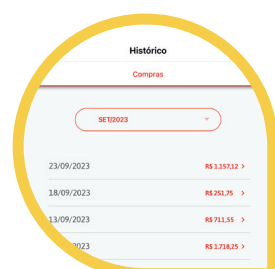 Histórico
Compras
SET/2023
23/09/2023 R$ 1.157,12 >
18/09/2023 R$ 251,75 >
13/09/2023 R$ 711,55 >
/2023 R$ 1.718,25 >